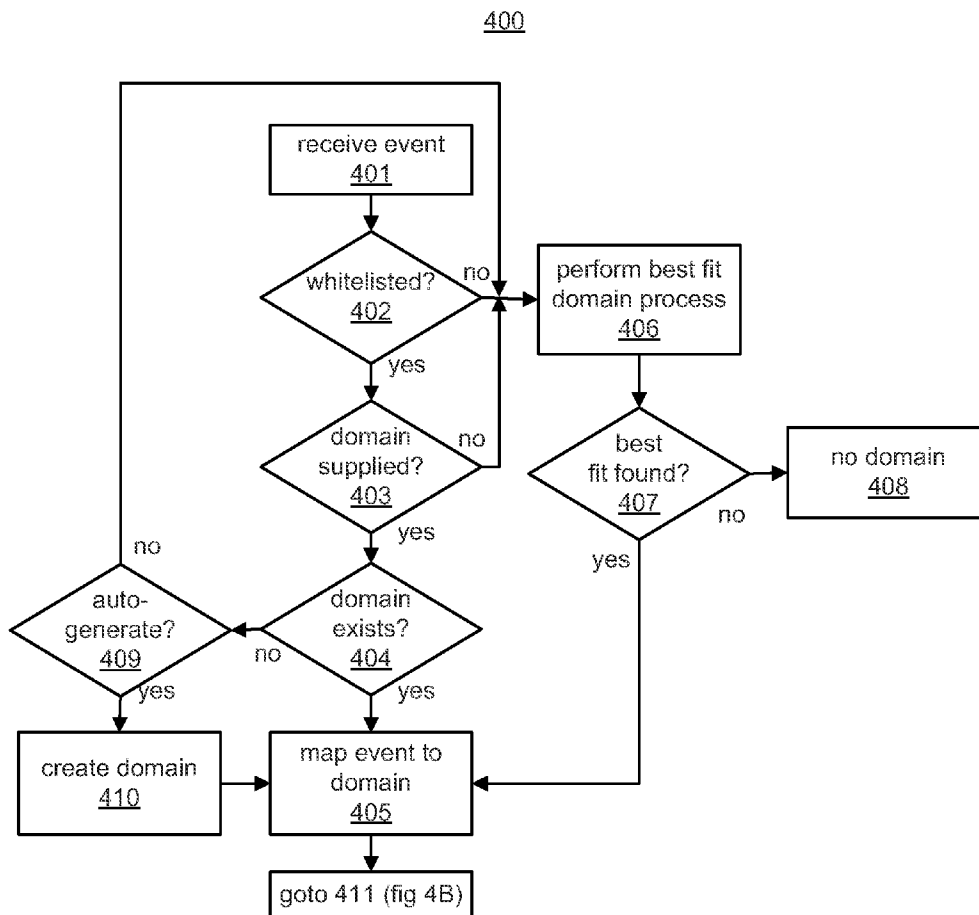 400
receive event
401
whitelisted?
402
no
yes
perform best fit
domain process
406
domain
supplied?
403
no
yes
best
fit found?
407
no
yes
no domain
408
domain
exists?
404
no
yes
auto-
generate?
409
no
yes
create domain
410
map event to
domain
405
goto 411 (fig 4B)